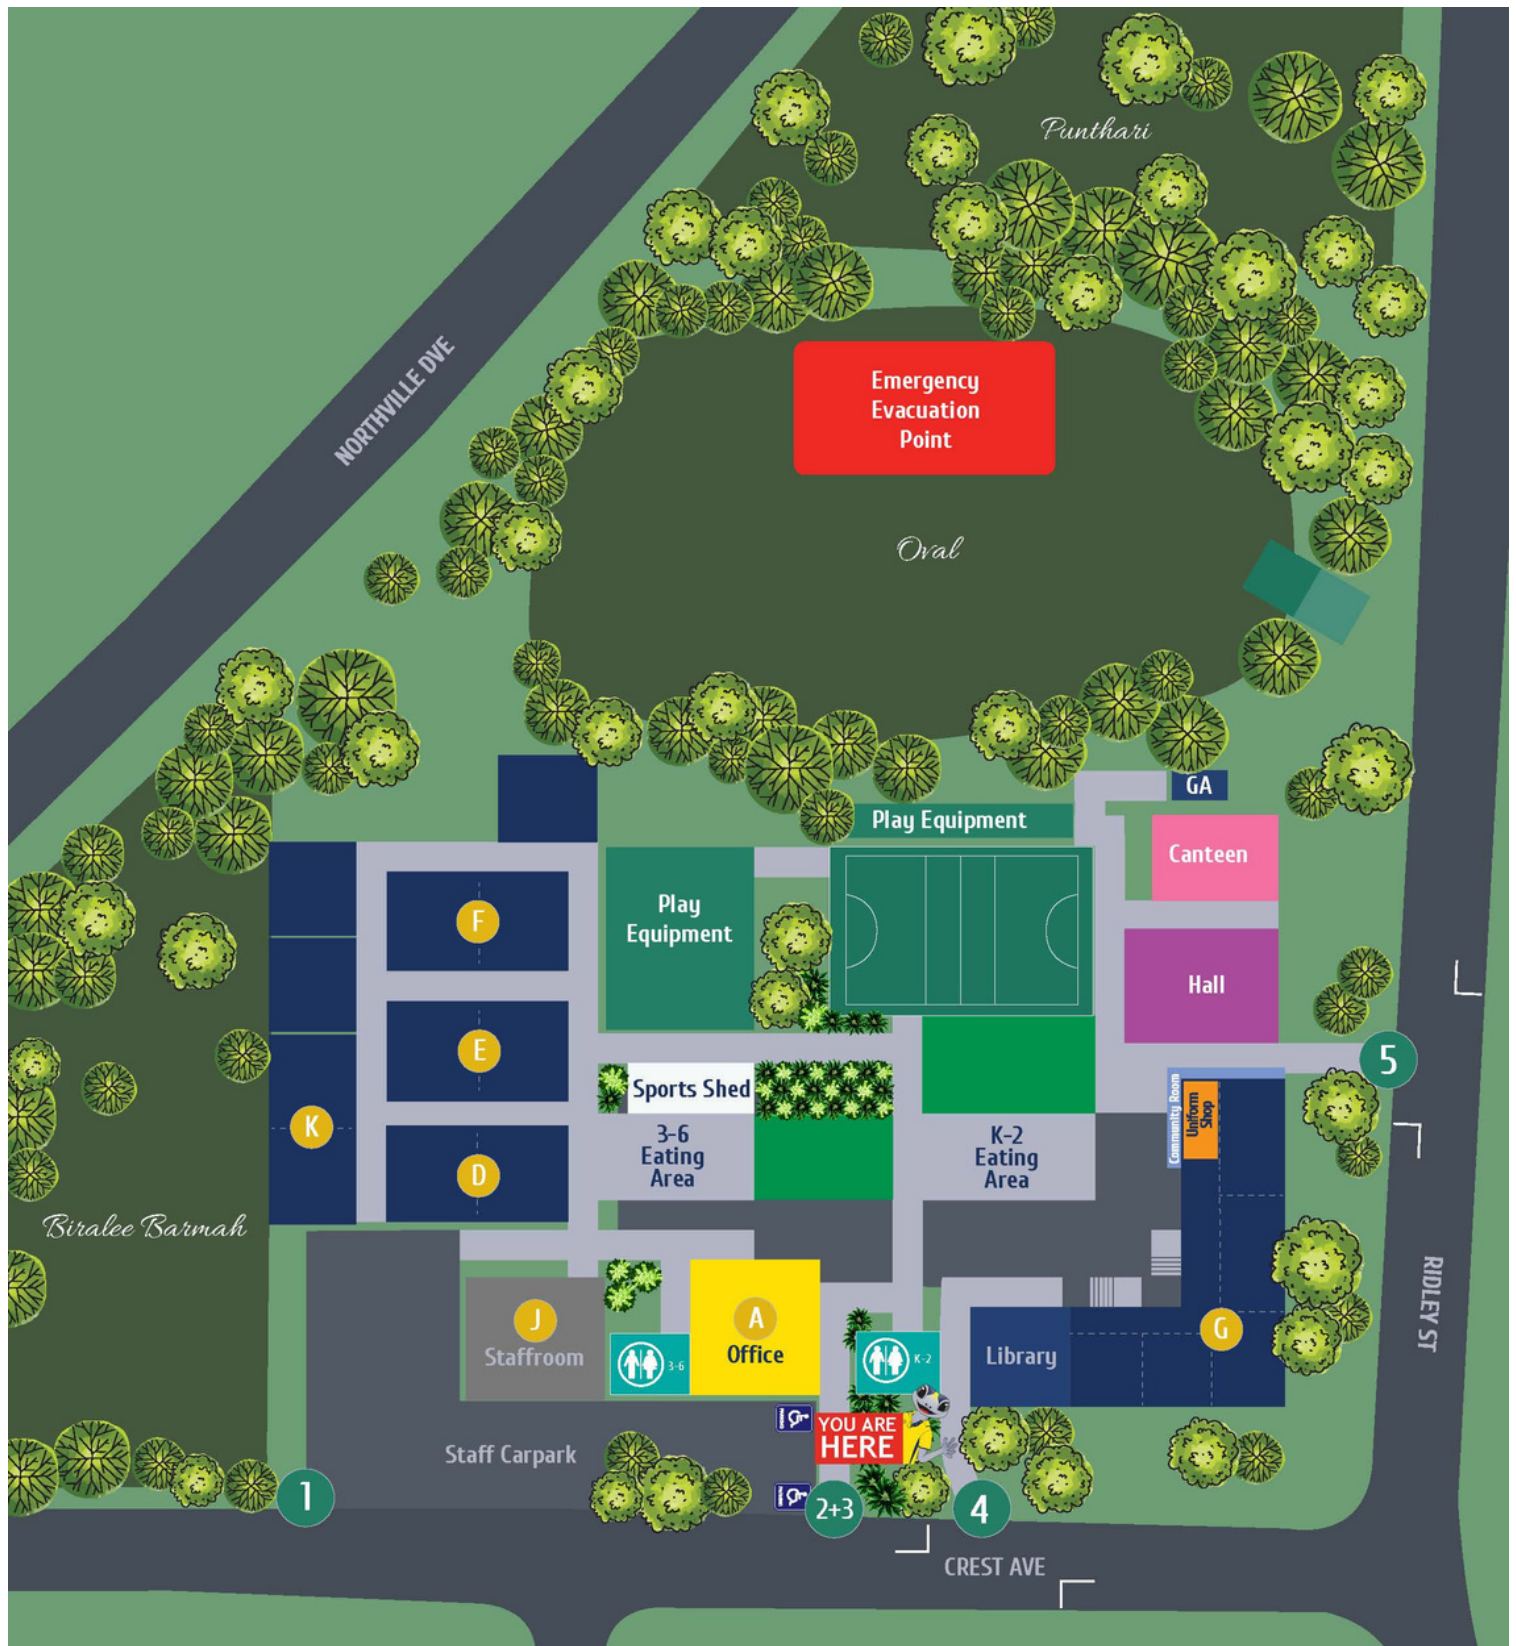 Punthari
NORTHVILLE DVE
Emergency
Evacuation
Point
Oval
GA
Play Equipment
Canteen
F
Play
Equipment
Hall
E
5
Sports Shed
Community Room
Uniform
Shop
K
3-6
Eating
Area
K-2
Eating
Area
D
Biralee Barmah
RIDLEY ST
J
Staffroom
A
Office
G
Library
3-6
K-2
YOU ARE
HERE
Staff Carpark
1
2+3
4
CREST AVE